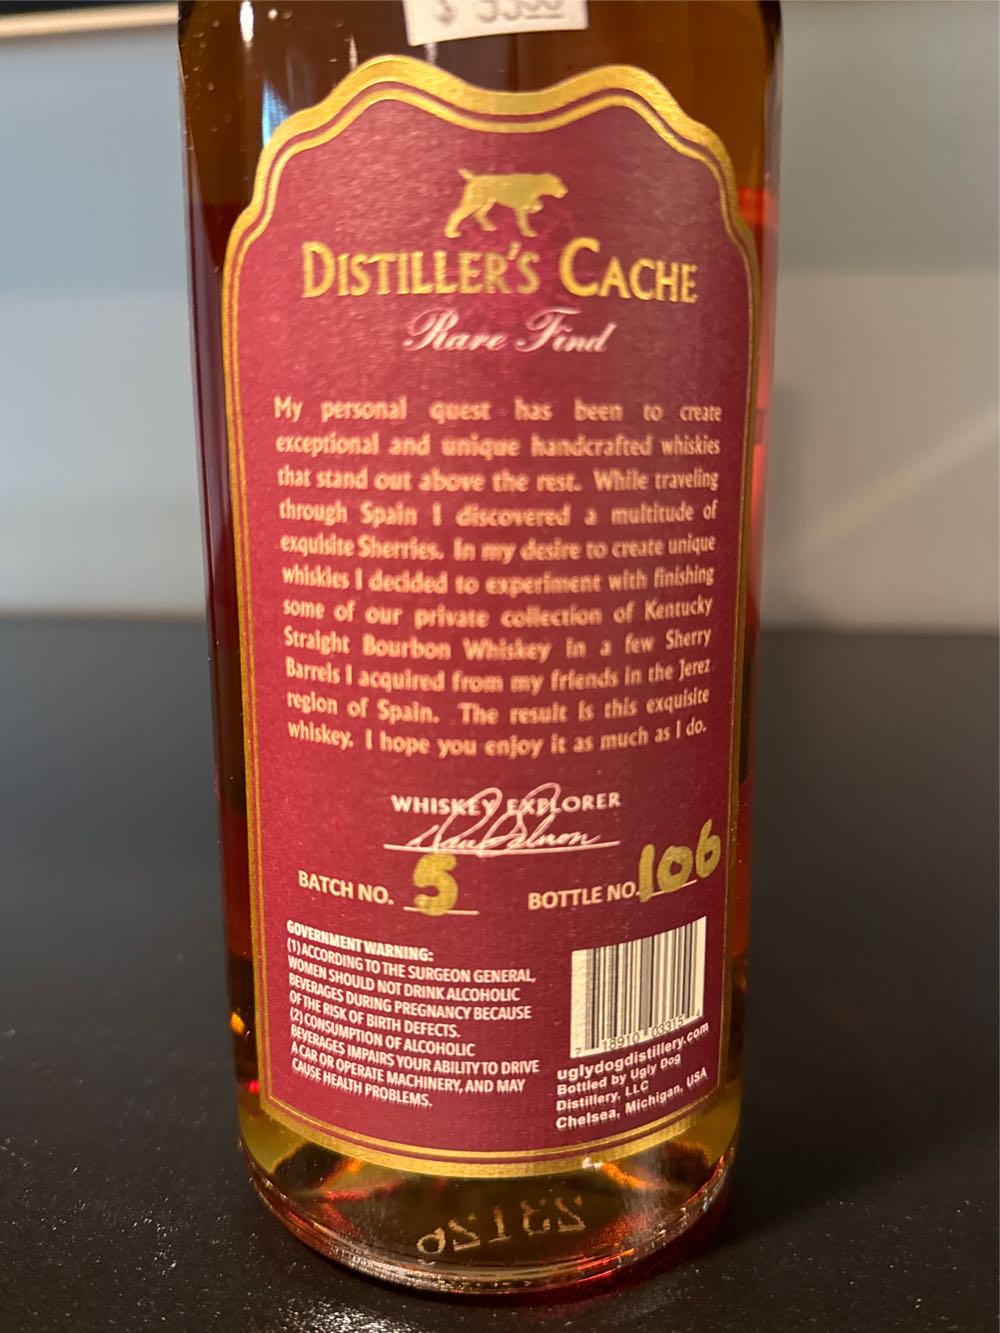 DISTILLER'S CACHE
Rare Find
My personal quest has been to create
exceptional and unique handcrafted whiskies
that stand out above the rest. While traveling
through Spain I discovered a multitude of
exquisite Sherries. In my desire to create unique
whiskies I decided to experiment with finishing
some of our private collection of Kentucky
Straight Bourbon Whiskey in a few Sherry
Barrels I acquired from my friends in the Jerez
region of Spain. The result is this exquisite
whiskey. I hope you enjoy it as much as I do.
WHISKEY EXPLORER
BATCH NO. 5 BOTTLE NO. 106
GOVERNMENT WARNING:
(1) ACCORDING TO THE SURGEON GENERAL,
WOMEN SHOULD NOT DRINK ALCOHOLIC
BEVERAGES DURING PREGNANCY BECAUSE
OF THE RISK OF BIRTH DEFECTS.
(2) CONSUMPTION OF ALCOHOLIC
BEVERAGES IMPAIRS YOUR ABILITY TO DRIVE
A CAR OR OPERATE MACHINERY, AND MAY
CAUSE HEALTH PROBLEMS.
7 18910 03315
uglydogdistillery.com
Bottled by Ugly Dog
Distillery, LLC
Chelsea, Michigan, USA